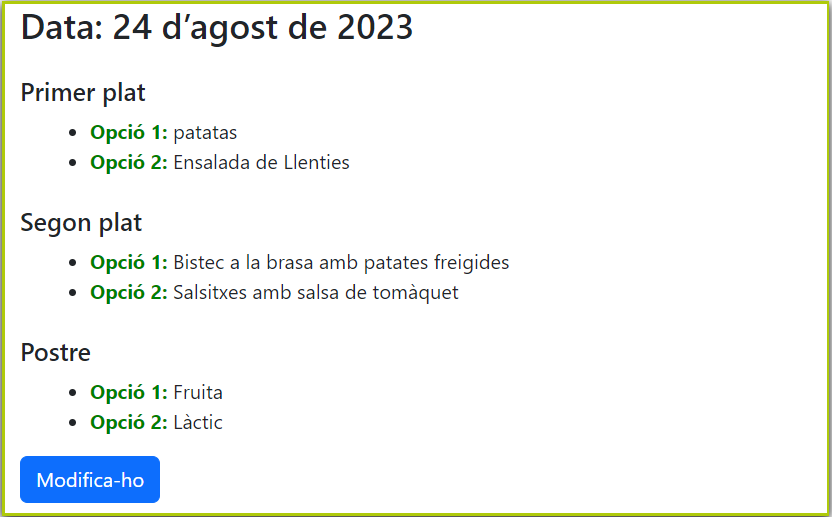 Data: 24 d’agost de 2023
Primer plat
• Opció 1: patatas
• Opció 2: Ensalada de Llenties
Segon plat
• Opció 1: Bistec a la brasa amb patates freigides
• Opció 2: Salsitxes amb salsa de tomàquet
Postre
• Opció 1: Fruita
• Opció 2: Làctic
Modifica-ho